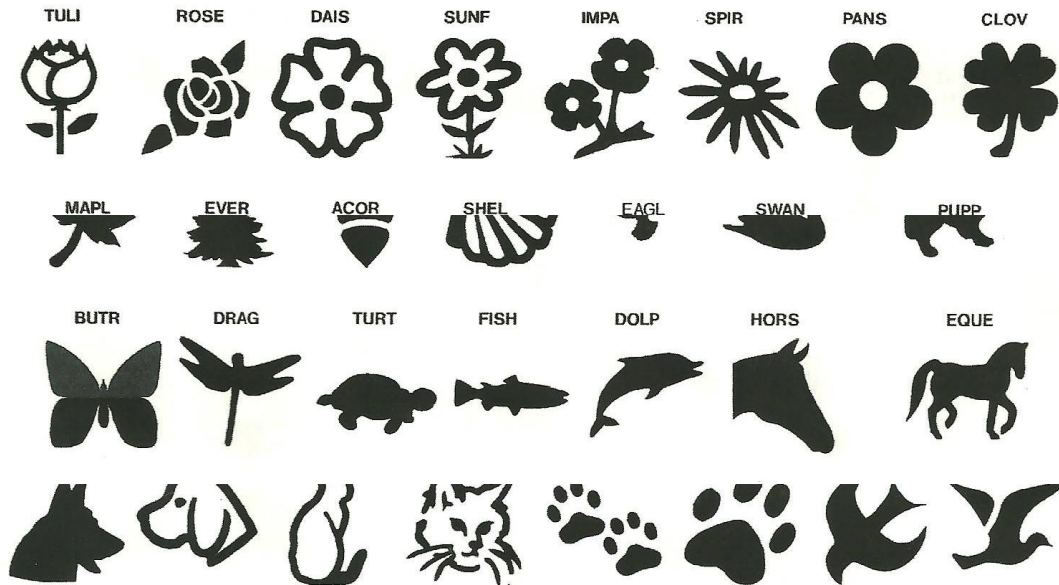 TULI ROSE DAIS SUNF IMPA SPIR PANS CLOV
MAPL EVER ACOR SHEL EAGL SWAN PUPP
BUTR DRAG TURT FISH DOLP HORS EQUE